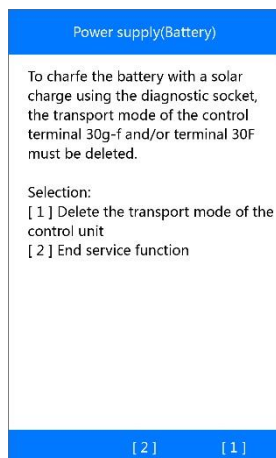 Power supply(Battery)
To charfe the battery with a solar
charge using the diagnostic socket,
the transport mode of the control
terminal 30g-f and/or terminal 30F
must be deleted.
Selection:
[ 1 ] Delete the transport mode of the
control unit
[ 2 ] End service function
[ 2 ] [ 1 ]